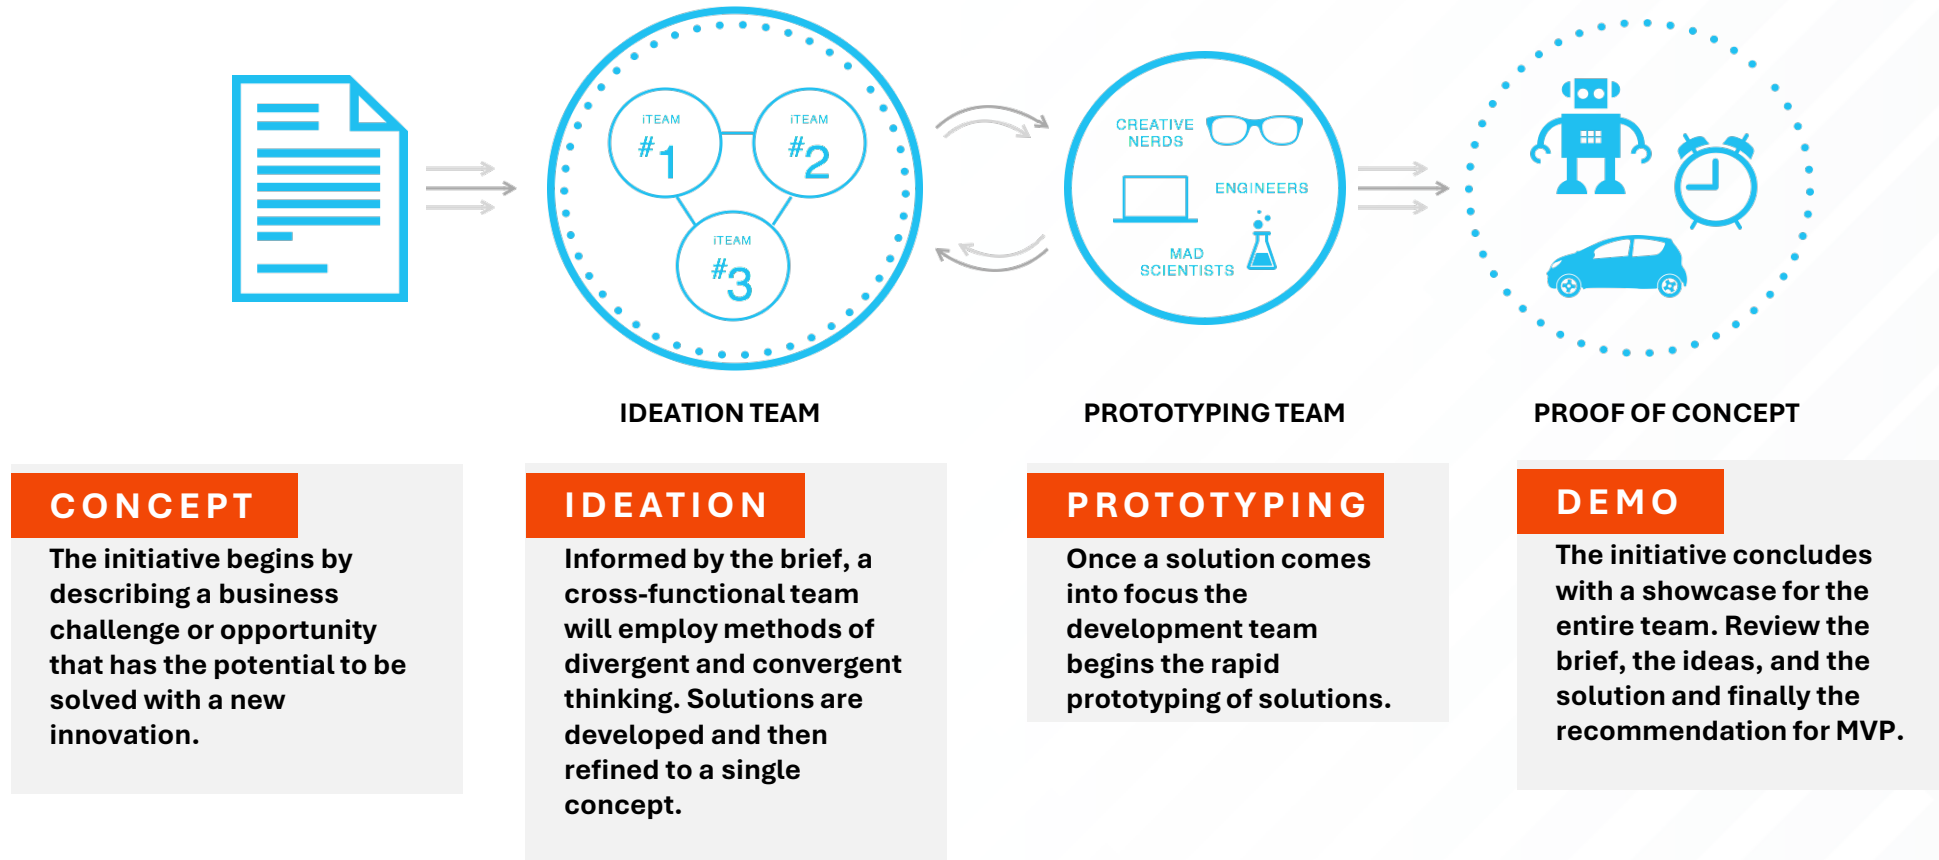 iTEAM
#1
iTEAM
#2
iTEAM
#3
CREATIVE
NERDS
ENGINEERS
MAD
SCIENTISTS
IDEATION TEAM
PROTOTYPING TEAM
PROOF OF CONCEPT
CONCEPT
The initiative begins by
describing a business
challenge or opportunity
that has the potential to be
solved with a new
innovation.
IDEATION
Informed by the brief, a
cross-functional team
will employ methods of
divergent and convergent
thinking. Solutions are
developed and then
refined to a single
concept.
PROTOTYPING
Once a solution comes
into focus the
development team
begins the rapid
prototyping of solutions.
DEMO
The initiative concludes
with a showcase for the
entire team. Review the
brief, the ideas, and the
solution and finally the
recommendation for MVP.